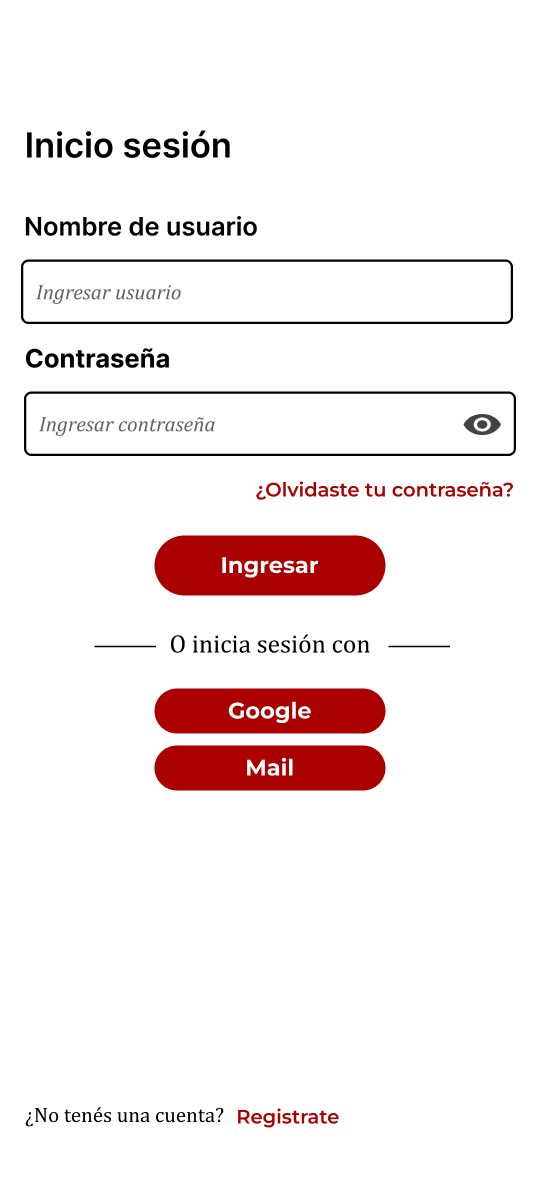 Inicio sesión
Nombre de usuario
Ingresar usuario
Contraseña
Ingresar contraseña
¿Olvidaste tu contraseña?
Ingresar
O inicia sesión con
Google
Mail
¿No tenés una cuenta? Registrate